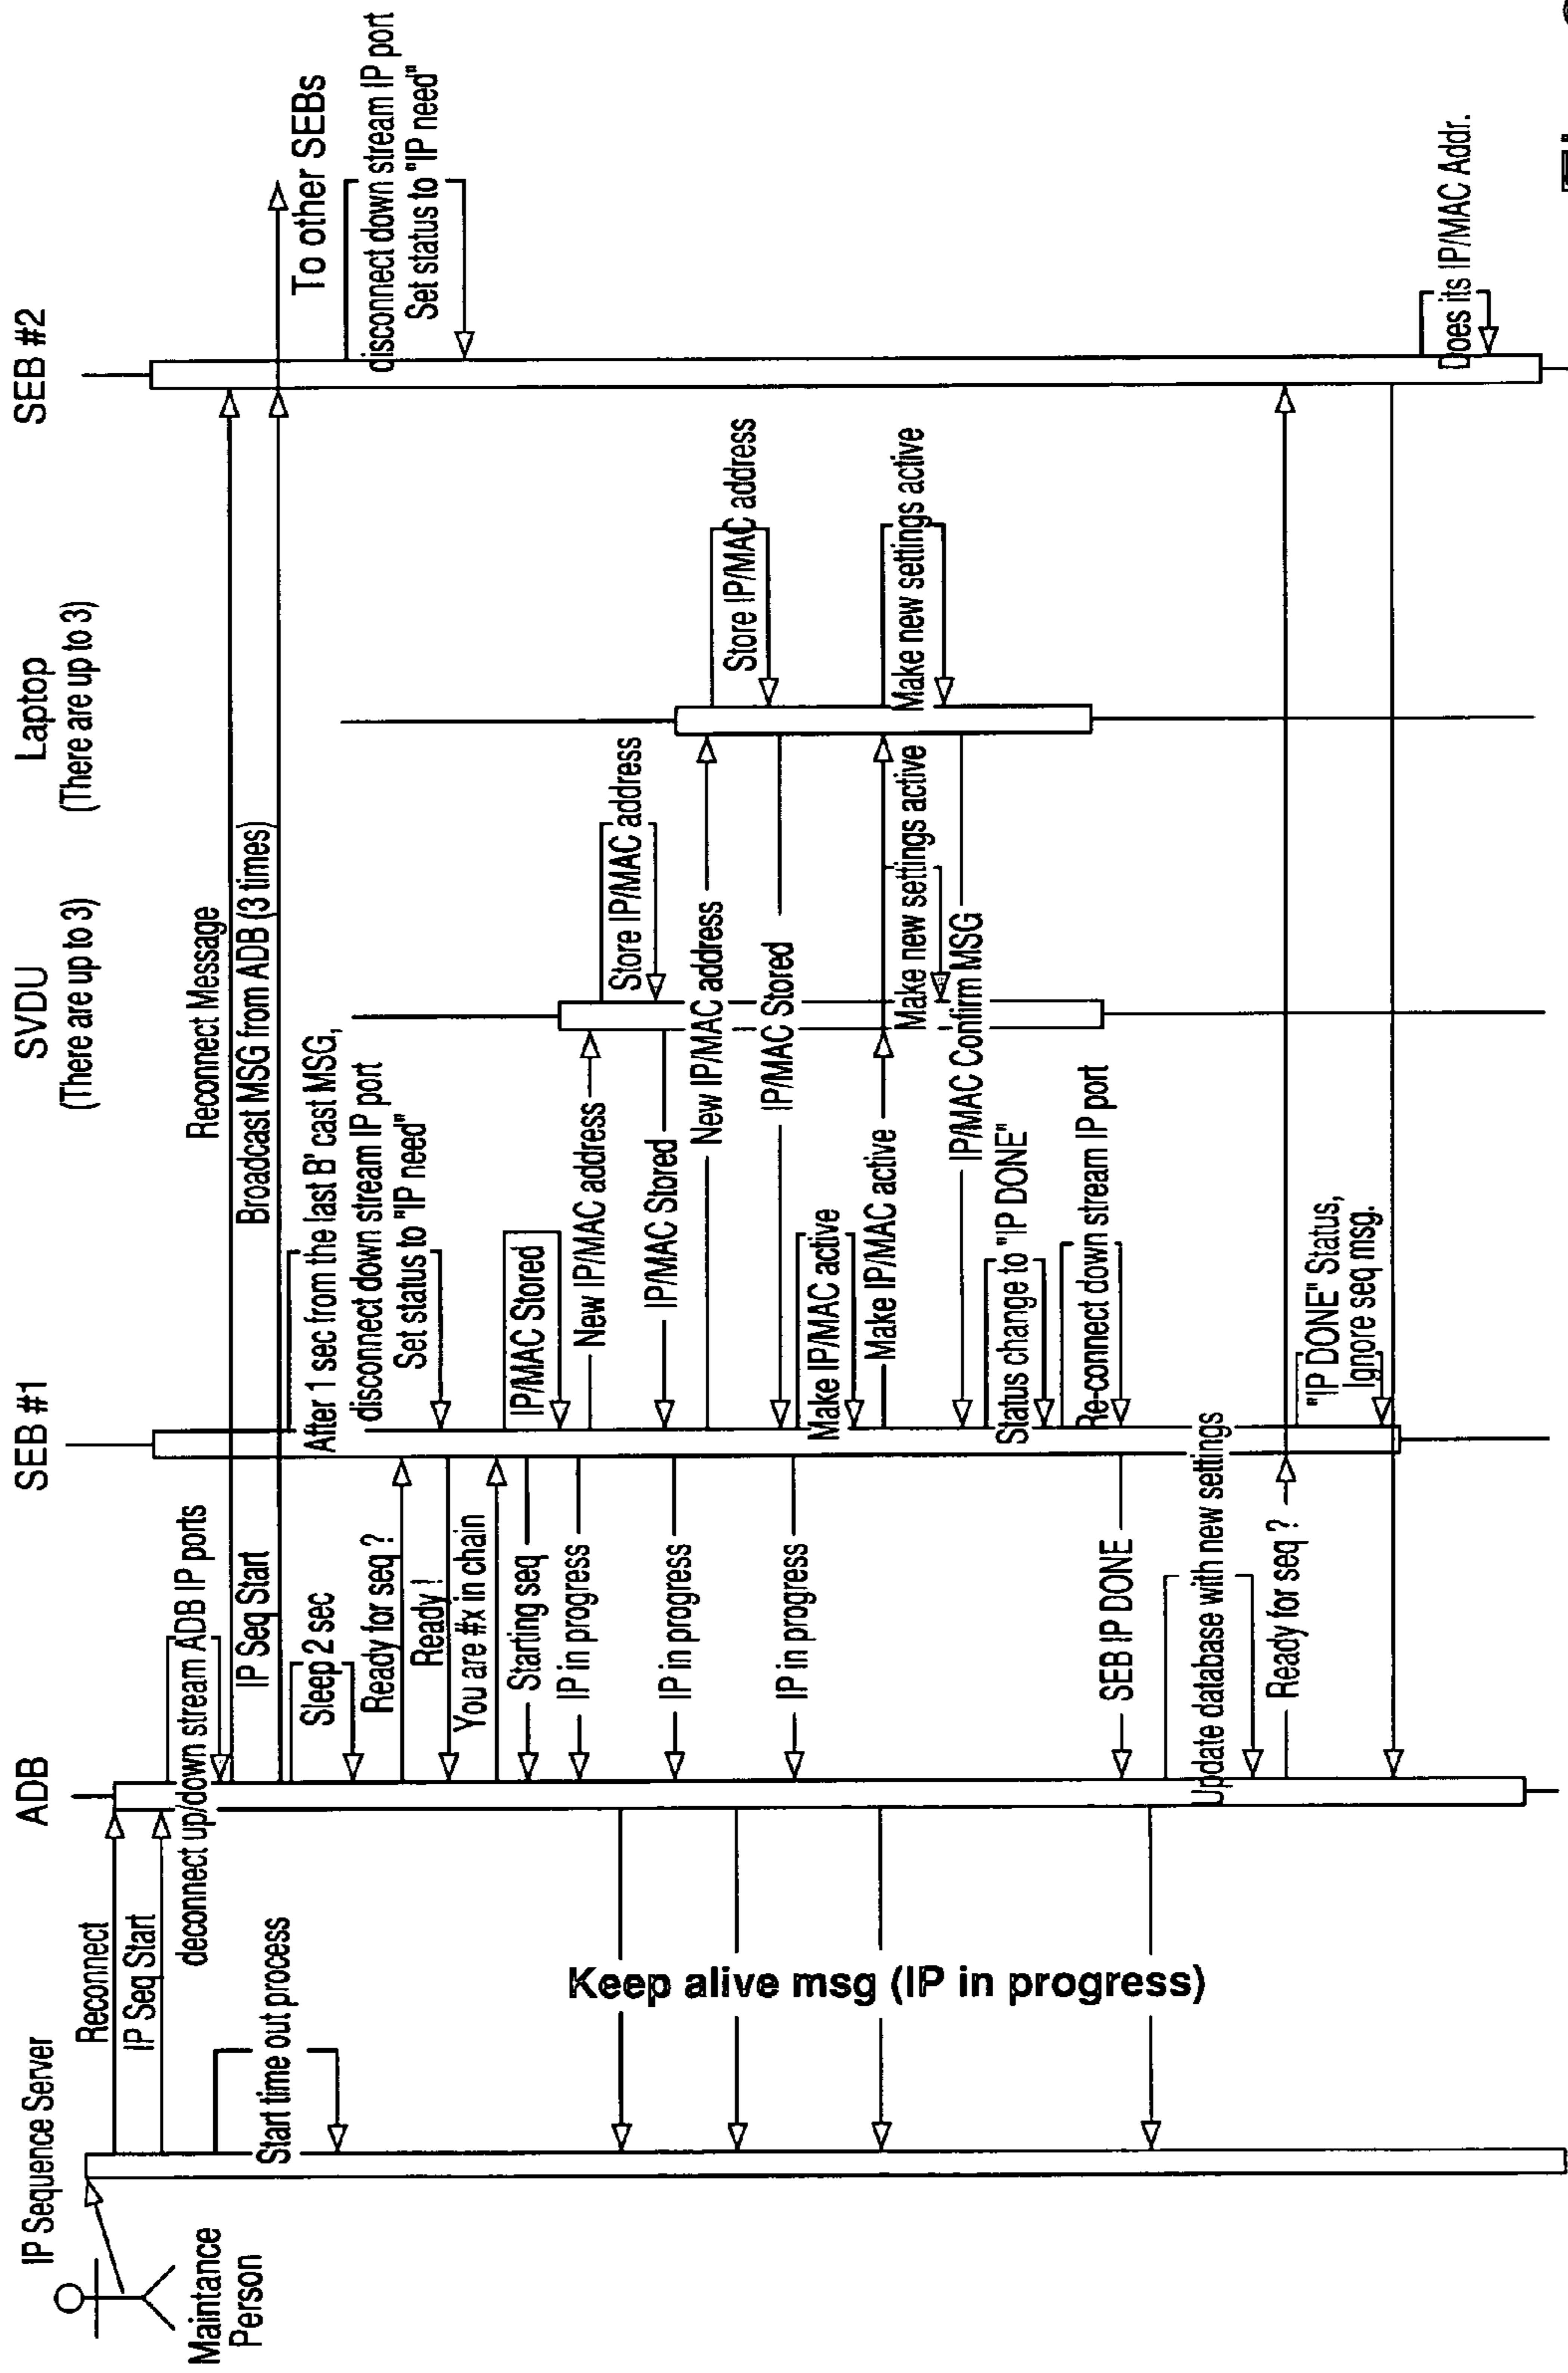 IP Sequence Server
ADB
SEB #1
SVDU
(There are up to 3)
Laptop
(There are up to 3)
SEB #2
Maintance
Person
Reconnect
IP Seq Start
Start time out process
deconnect up/down stream ADB IP ports
Reconnect Message
IP Seq Start
Broadcast MSG from ADB (3 times)
To other SEBs
Sleep 2 sec
After 1 sec from the last B' cast MSG,
disconnect down stream IP port
Set status to "IP need"
disconnect down stream IP port
Set status to "IP need"
Ready for seq ?
Ready !
You are #x in chain
Starting seq
IP/MAC Stored
IP in progress
New IP/MAC address
Store IP/MAC address
IP/MAC Stored
IP in progress
New IP/MAC address
Store IP/MAC address
IP/MAC Stored
IP in progress
Make IP/MAC active
Make IP/MAC active
Make new settings active
Make new settings active
IP/MAC Confirm MSG
Status change to "IP DONE"
Re-connect down stream IP port
Keep alive msg (IP in progress)
SEB IP DONE
Update database with new settings
Ready for seq ?
"IP DONE" Status,
Ignore seq msg.
Does its IP/MAC Addr.